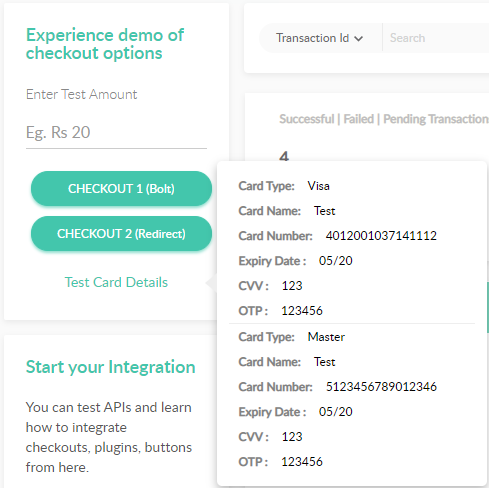 Experience demo of
checkout options
Enter Test Amount
Eg. Rs 20
CHECKOUT 1 (Bolt)
CHECKOUT 2 (Redirect)
Test Card Details
Start your Integration
You can test APIs and learn
how to integrate
checkouts, plugins, buttons
from here.
Transaction Id
Search
Successful | Failed | Pending Transaction
4
Card Type: Visa
Card Name: Test
Card Number: 4012001037141112
Expiry Date : 05/20
CVV : 123
OTP : 123456
Card Type: Master
Card Name: Test
Card Number: 5123456789012346
Expiry Date : 05/20
CVV : 123
OTP : 123456